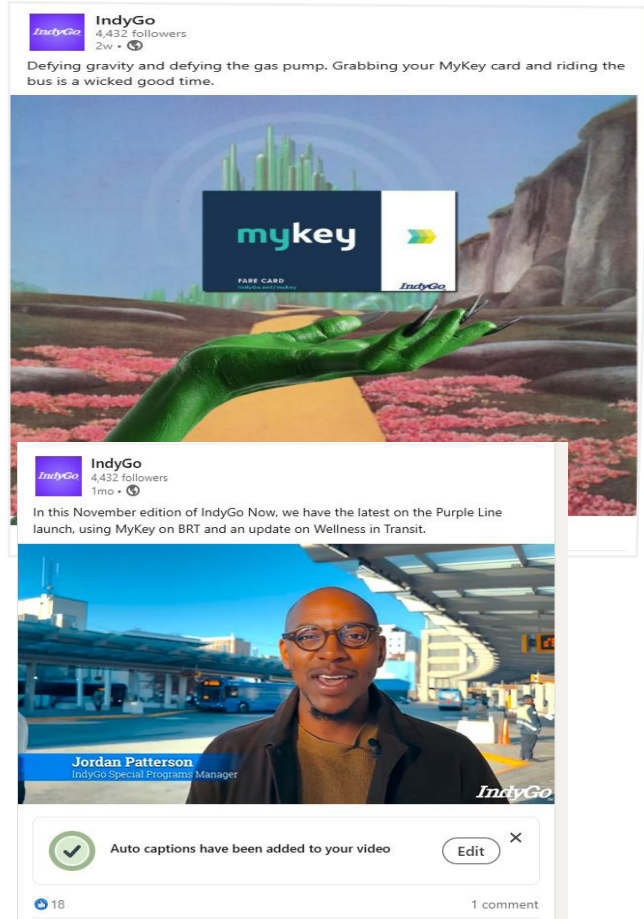 IndyGo
IndyGo
4,432 followers
2w •
Defying gravity and defying the gas pump. Grabbing your MyKey card and riding the
bus is a wicked good time.
mykey
FARE CARD
IndyGo.net/mykey
IndyGo
IndyGo
IndyGo
4,432 followers
1mo •
In this November edition of IndyGo Now, we have the latest on the Purple Line
launch, using MyKey on BRT and an update on Wellness in Transit.
Jordan Patterson
IndyGo Special Programs Manager
IndyGo
Auto captions have been added to your video
Edit
18
1 comment